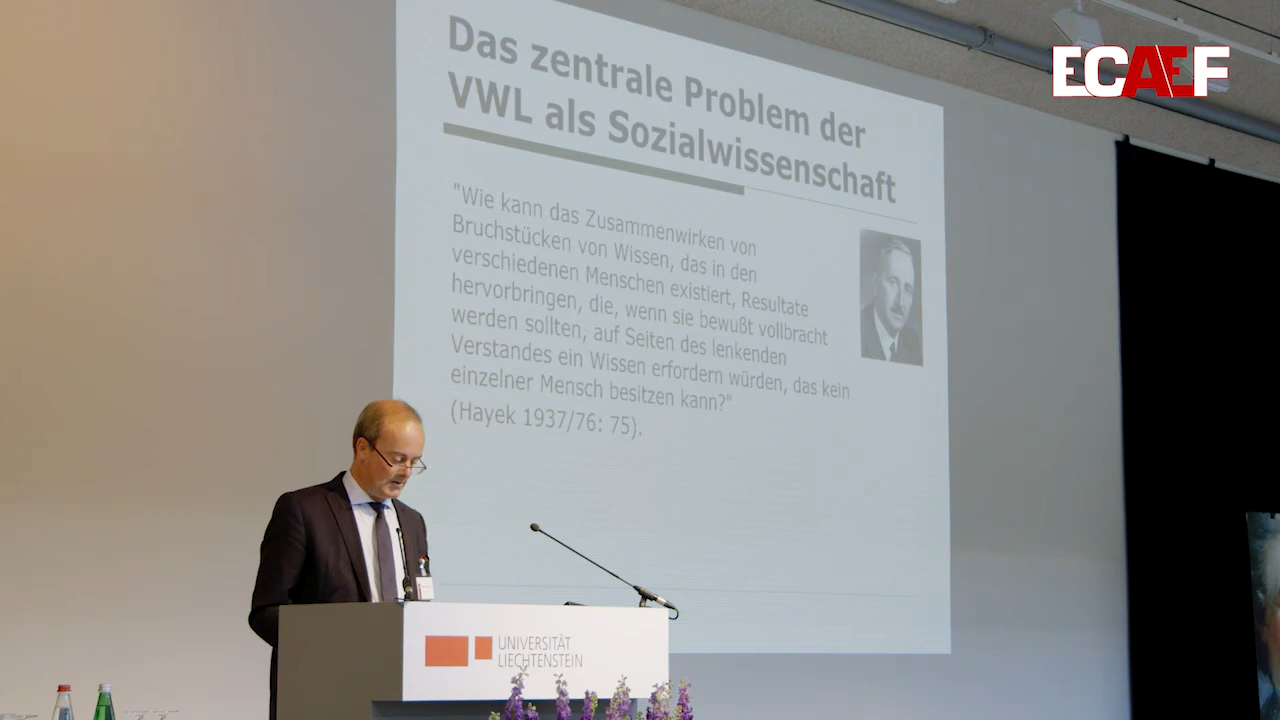 ECAEF
Das zentrale Problem der
VWL als Sozialwissenschaft
"Wie kann das Zusammenwirken von
Bruchstücken von Wissen, das in den
verschiedenen Menschen existiert, Resultate
hervorbringen, die, wenn sie bewußt vollbracht
werden sollten, auf Seiten des lenkenden
Verstandes ein Wissen erfordern würden, das kein
einzelner Mensch besitzen kann?"
(Hayek 1937/76: 75).
UNIVERSITÄT
LIECHTENSTEIN